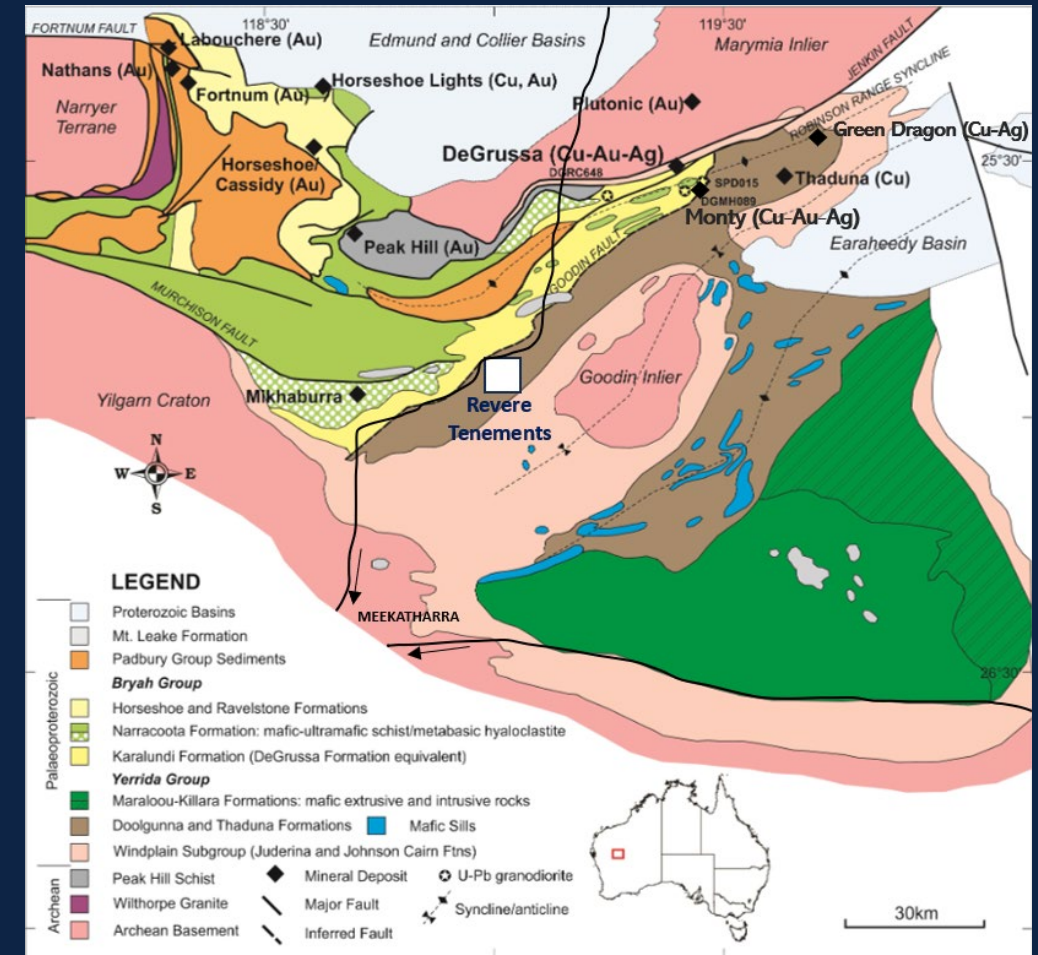 FORTNUM FAULT
118°30'
119°30'
Labouchere (Au)
Edmund and Collier Basins
Marymia Inlier
JENKIN FAULT
Nathans (Au)
Horseshoe Lights (Cu, Au)
ROBINSON RANGE SYNCLINE
Fortnum (Au)
Plutonic (Au)
Narryer
Terrane
Green Dragon (Cu-Ag)
DeGrussa (Cu-Au-Ag)
25°30'
Horseshoe/
Cassidy (Au)
DGRC648
SPD015
Thaduna (Cu)
DGMH089
Monty (Cu-Au-Ag)
Peak Hill (Au)
Earaheedy Basin
GOODIN FAULT
MURCHISON FAULT
Goodin Inlier
Yilgarn Craton
Mikhaburra
Revere
Tenements
N
W
E
S
MEEKATHARRA
26°30'
LEGEND
Proterozoic Basins
Mt. Leake Formation
Padbury Group Sediments
Bryah Group
Horseshoe and Ravelstone Formations
Narracoota Formation: mafic-ultramafic schist/metabasic hyaloclastite
Karalundi Formation (DeGrussa Formation equivalent)
Yerrida Group
Maraloou-Killara Formations: mafic extrusive and intrusive rocks
Doolgunna and Thaduna Formations
Mafic Sills
Windplain Subgroup (Juderina and Johnson Cairn Ftns)
Peak Hill Schist
Mineral Deposit
U-Pb granodiorite
Wilthorpe Granite
Major Fault
Syncline/anticline
Archean Basement
Inferred Fault
Palaeoproterozoic
Archean
30km